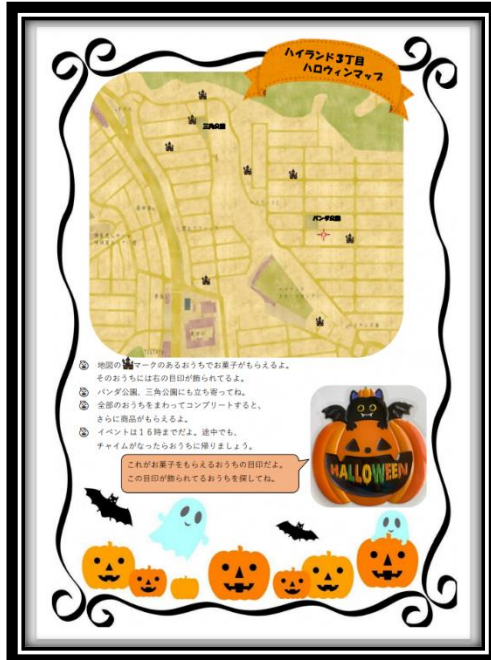 ハイランド3丁目
ハロウィンマップ
三角公園
パンダ公園
地図の マークのあるおうちでお菓子がもらえるよ。
そのおうちには右の目印が飾られてるよ。
パンダ公園、三角公園にも立ち寄ってね。
全部のおうちをまわってコンプリートすると、
さらに商品がもらえるよ。
イベントは16時までだよ。途中でも、
チャイムがなったらおうちに帰りましょう。
これがお菓子をもらえるおうちの目印だよ。
この目印が飾られてるおうちを探してね。
HALLOWEEN